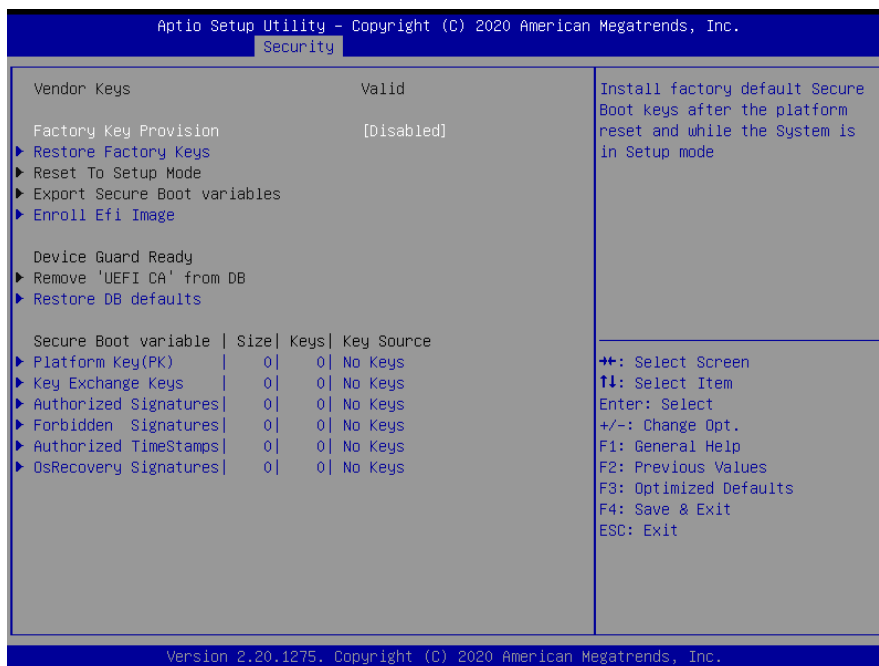 Aptio Setup Utility – Copyright (C) 2020 American Megatrends, Inc.
Security
Vendor Keys Valid
Factory Key Provision [Disabled]
Restore Factory Keys
Reset To Setup Mode
Export Secure Boot variables
Enroll Efi Image
Device Guard Ready
Remove 'UEFI CA' from DB
Restore DB defaults
Secure Boot variable | Size| Keys| Key Source
Platform Key(PK) | 0| 0| No Keys
Key Exchange Keys | 0| 0| No Keys
Authorized Signatures| 0| 0| No Keys
Forbidden Signatures| 0| 0| No Keys
Authorized TimeStamps| 0| 0| No Keys
OsRecovery Signatures| 0| 0| No Keys
Install factory default Secure
Boot keys after the platform
reset and while the System is
in Setup mode
→←: Select Screen
↑↓: Select Item
Enter: Select
+/-: Change Opt.
F1: General Help
F2: Previous Values
F3: Optimized Defaults
F4: Save & Exit
ESC: Exit
Version 2.20.1275. Copyright (C) 2020 American Megatrends, Inc.